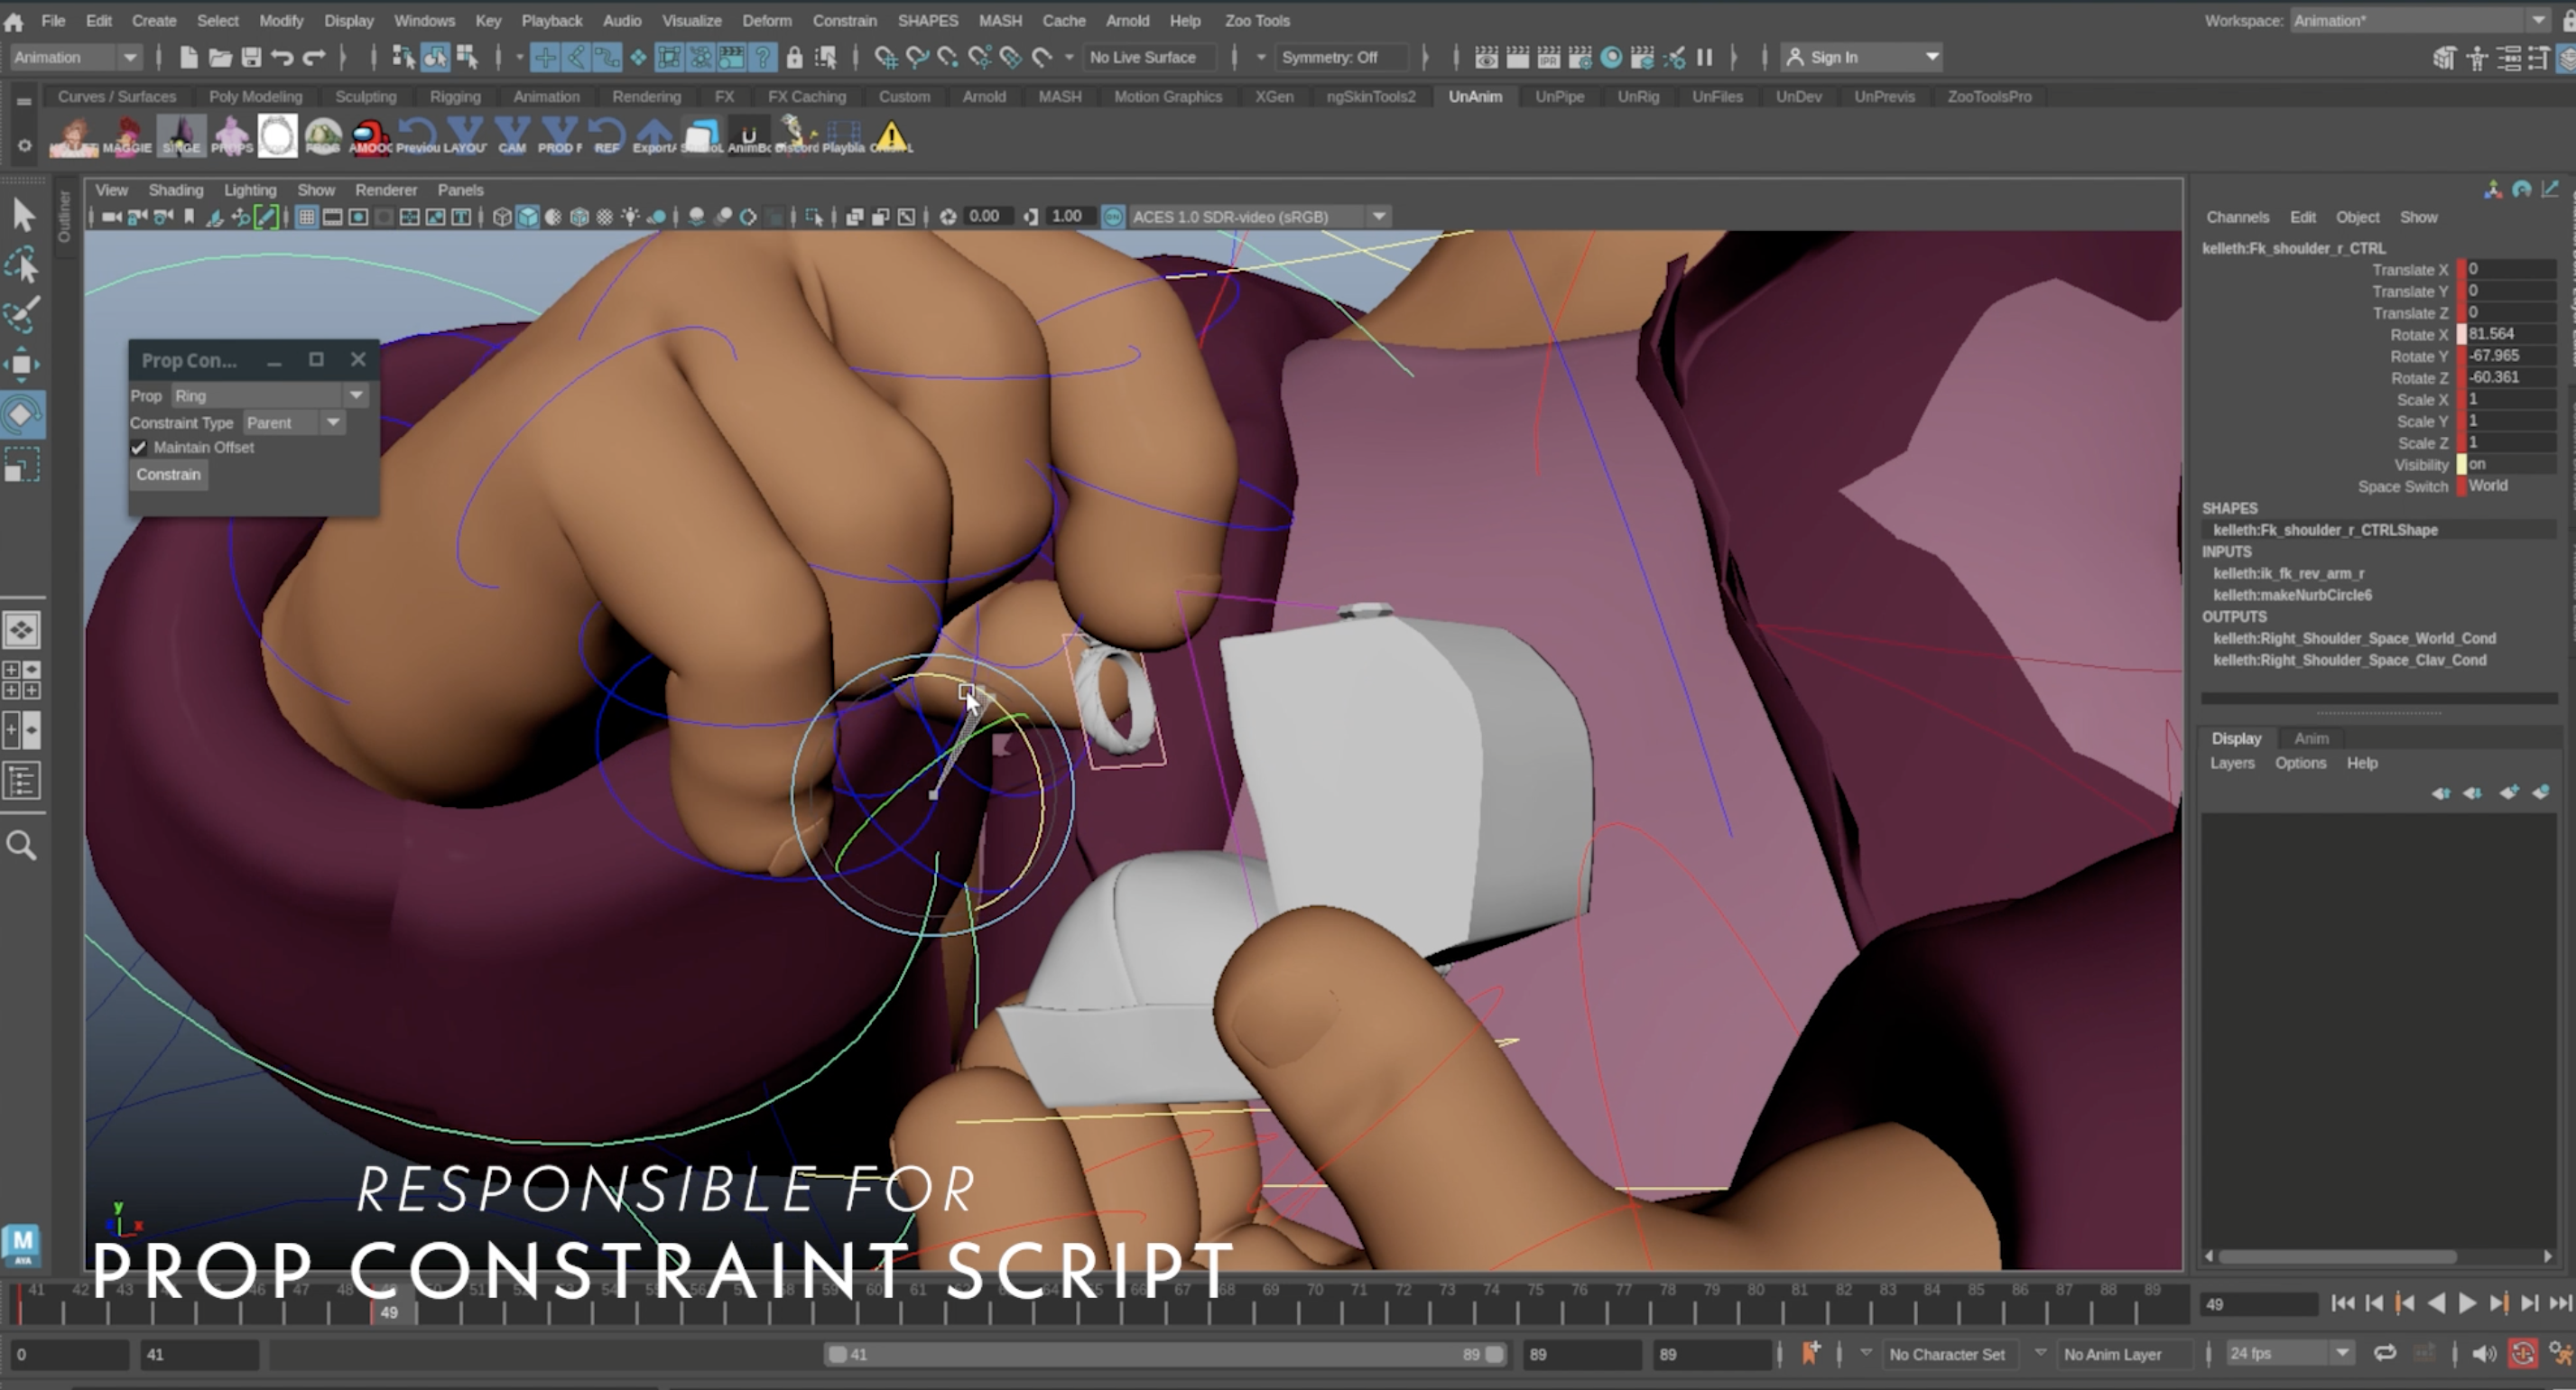 File Edit Create Select Modify Display Windows Key Playback Audio Visualize Deform Constrain SHAPES MASH Cache Arnold Help Zoo Tools
Workspace: Animation*
Animation
No Live Surface
Symmetry: Off
Sign In
Curves / Surfaces Poly Modeling Sculpting Rigging Animation Rendering FX FX Caching Custom Arnold MASH Motion Graphics XGen ngSkinTools2 UnAnim UnPipe UnRig UnFiles UnDev UnPrevis ZooToolsPro
MAGGIE PROPS AMOOG Previou LAYOUT CAM PROD F REF Export AnimBo Discord Playbla
Outliner
View Shading Lighting Show Renderer Panels
0.00 1.00 ON ACES 1.0 SDR-video (sRGB)
Prop Con...
Prop Ring
Constraint Type Parent
Maintain Offset
Constrain
Channels Edit Object Show
kelleth:Fk_shoulder_r_CTRL
Translate X 0
Translate Y 0
Translate Z 0
Rotate X 81.564
Rotate Y -67.965
Rotate Z -60.361
Scale X 1
Scale Y 1
Scale Z 1
Visibility on
Space Switch World
SHAPES
kelleth:Fk_shoulder_r_CTRLShape
INPUTS
kelleth:ik_fk_rev_arm_r
kelleth:makeNurbCircle6
OUTPUTS
kelleth:Right_Shoulder_Space_World_Cond
kelleth:Right_Shoulder_Space_Clav_Cond
Display Anim
Layers Options Help
y
x
RESPONSIBLE FOR
PROP CONSTRAINT SCRIPT
M
AYA
41 42 43 46 47 48 51 60 61 67 68 69 70 71 72 73 74 75 76 77 78 79 80 81 82 83 84 85 86 87 88 89
49
49
0 41 41 89 89 89 No Character Set No Anim Layer 24 fps